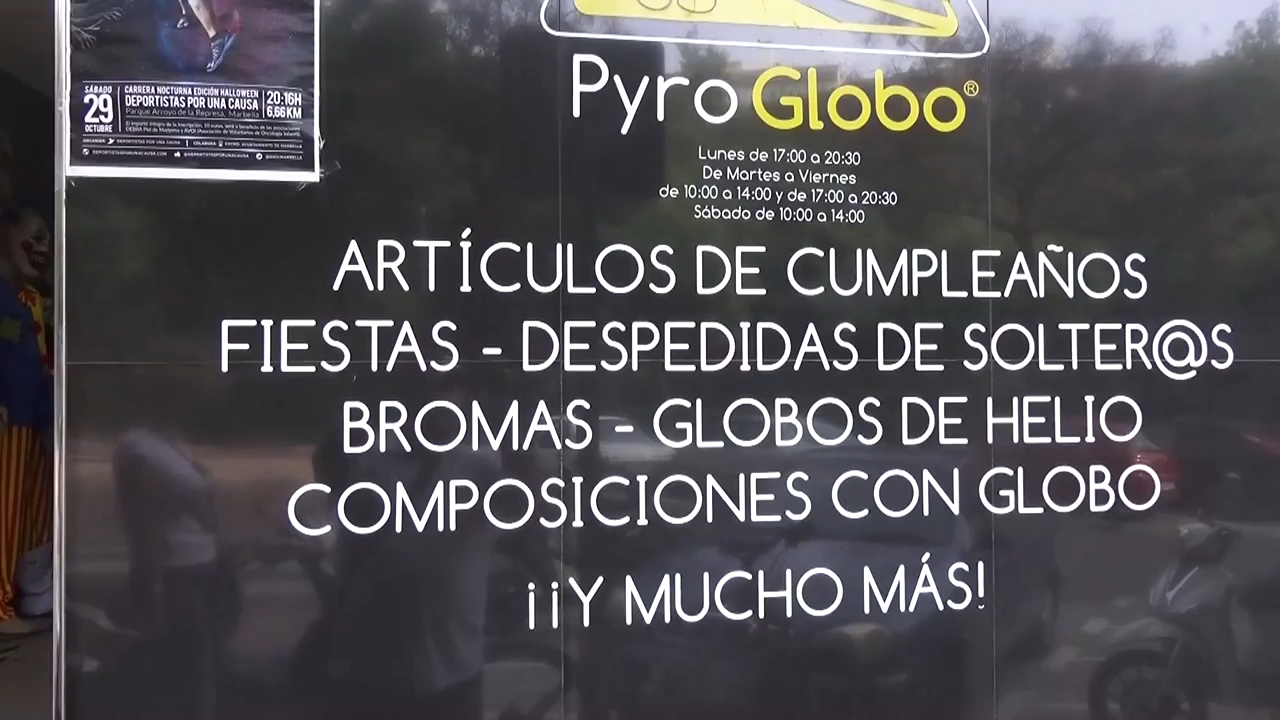 SÁBADO
29
OCTUBRE
CARRERA NOCTURNA EDICIÓN HALLOWEEN
DEPORTISTAS POR UNA CAUSA
Parque Arroyo de la Represa, Marbella
20:16H
6,66KM
PyroGlobo®
Lunes de 17:00 a 20:30
De Martes a Viernes
de 10:00 a 14:00 y de 17:00 a 20:30
Sábado de 10:00 a 14:00
ARTÍCULOS DE CUMPLEAÑOS
FIESTAS - DESPEDIDAS DE SOLTER@S
BROMAS - GLOBOS DE HELIO
COMPOSICIONES CON GLOBO
¡¡Y MUCHO MÁS!